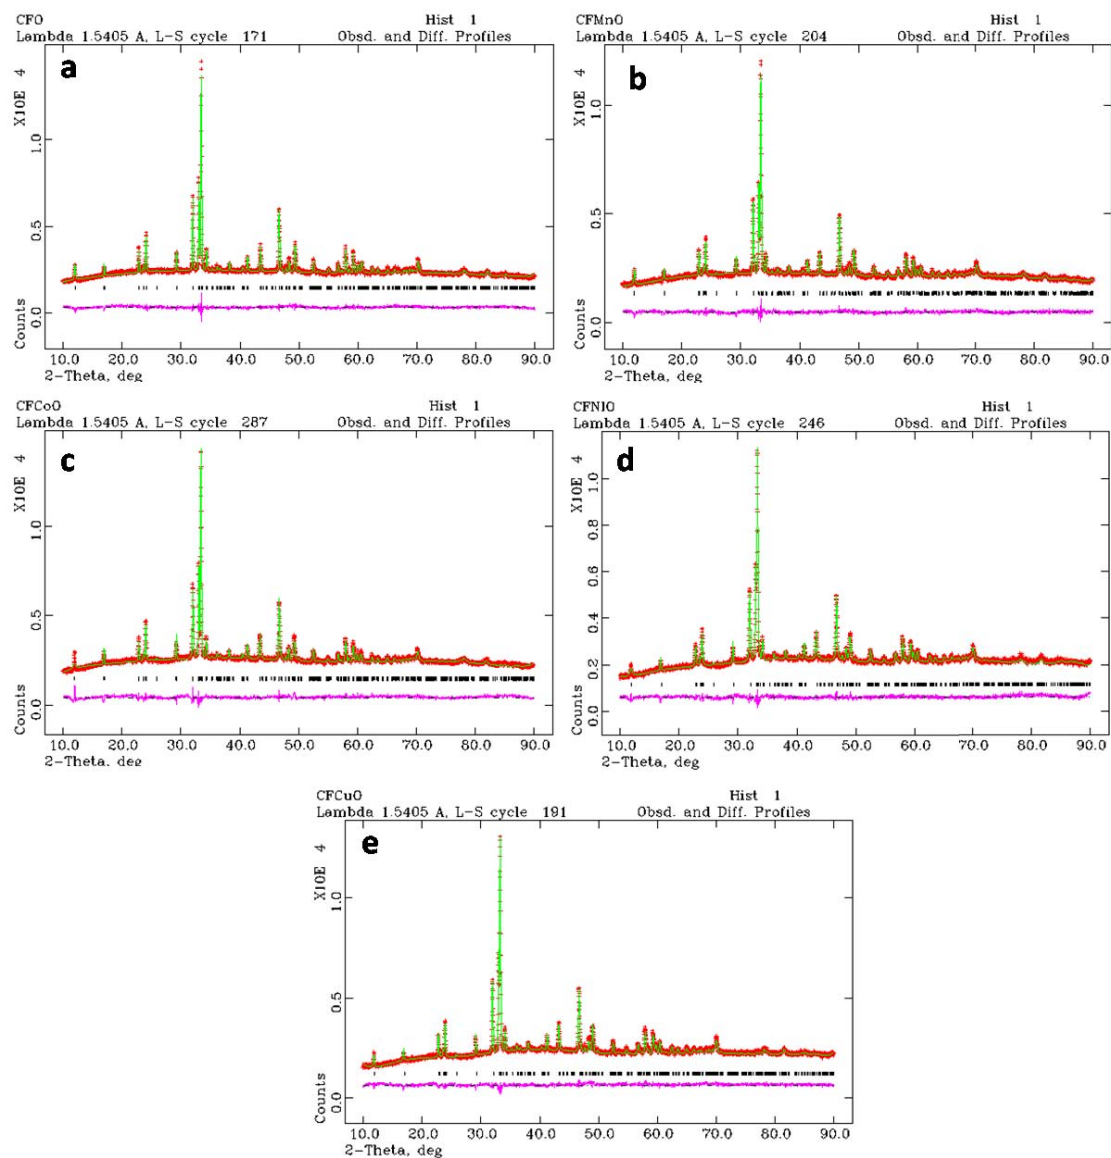 CFO Hist 1
Lambda 1.5405 A, L-S cycle 171 Obsd. and Diff. Profiles
a
X10E 4
1.0
0.5
0.0
Counts
10.0 20.0 30.0 40.0 50.0 60.0 70.0 80.0 90.0
2-Theta, deg
CFMnO Hist 1
Lambda 1.5405 A, L-S cycle 204 Obsd. and Diff. Profiles
b
X10E 4
1.0
0.5
0.0
Counts
10.0 20.0 30.0 40.0 50.0 60.0 70.0 80.0 90.0
2-Theta, deg
CFCoO Hist 1
Lambda 1.5405 A, L-S cycle 287 Obsd. and Diff. Profiles
c
X10E 4
1.0
0.5
0.0
Counts
10.0 20.0 30.0 40.0 50.0 60.0 70.0 80.0 90.0
2-Theta, deg
CFNIO Hist 1
Lambda 1.5405 A, L-S cycle 246 Obsd. and Diff. Profiles
d
X10E 4
1.0
0.8
0.6
0.4
0.2
0.0
Counts
10.0 20.0 30.0 40.0 50.0 60.0 70.0 80.0 90.0
2-Theta, deg
CFCuO Hist 1
Lambda 1.5405 A, L-S cycle 191 Obsd. and Diff. Profiles
e
X10E 4
1.0
0.5
0.0
Counts
10.0 20.0 30.0 40.0 50.0 60.0 70.0 80.0 90.0
2-Theta, deg